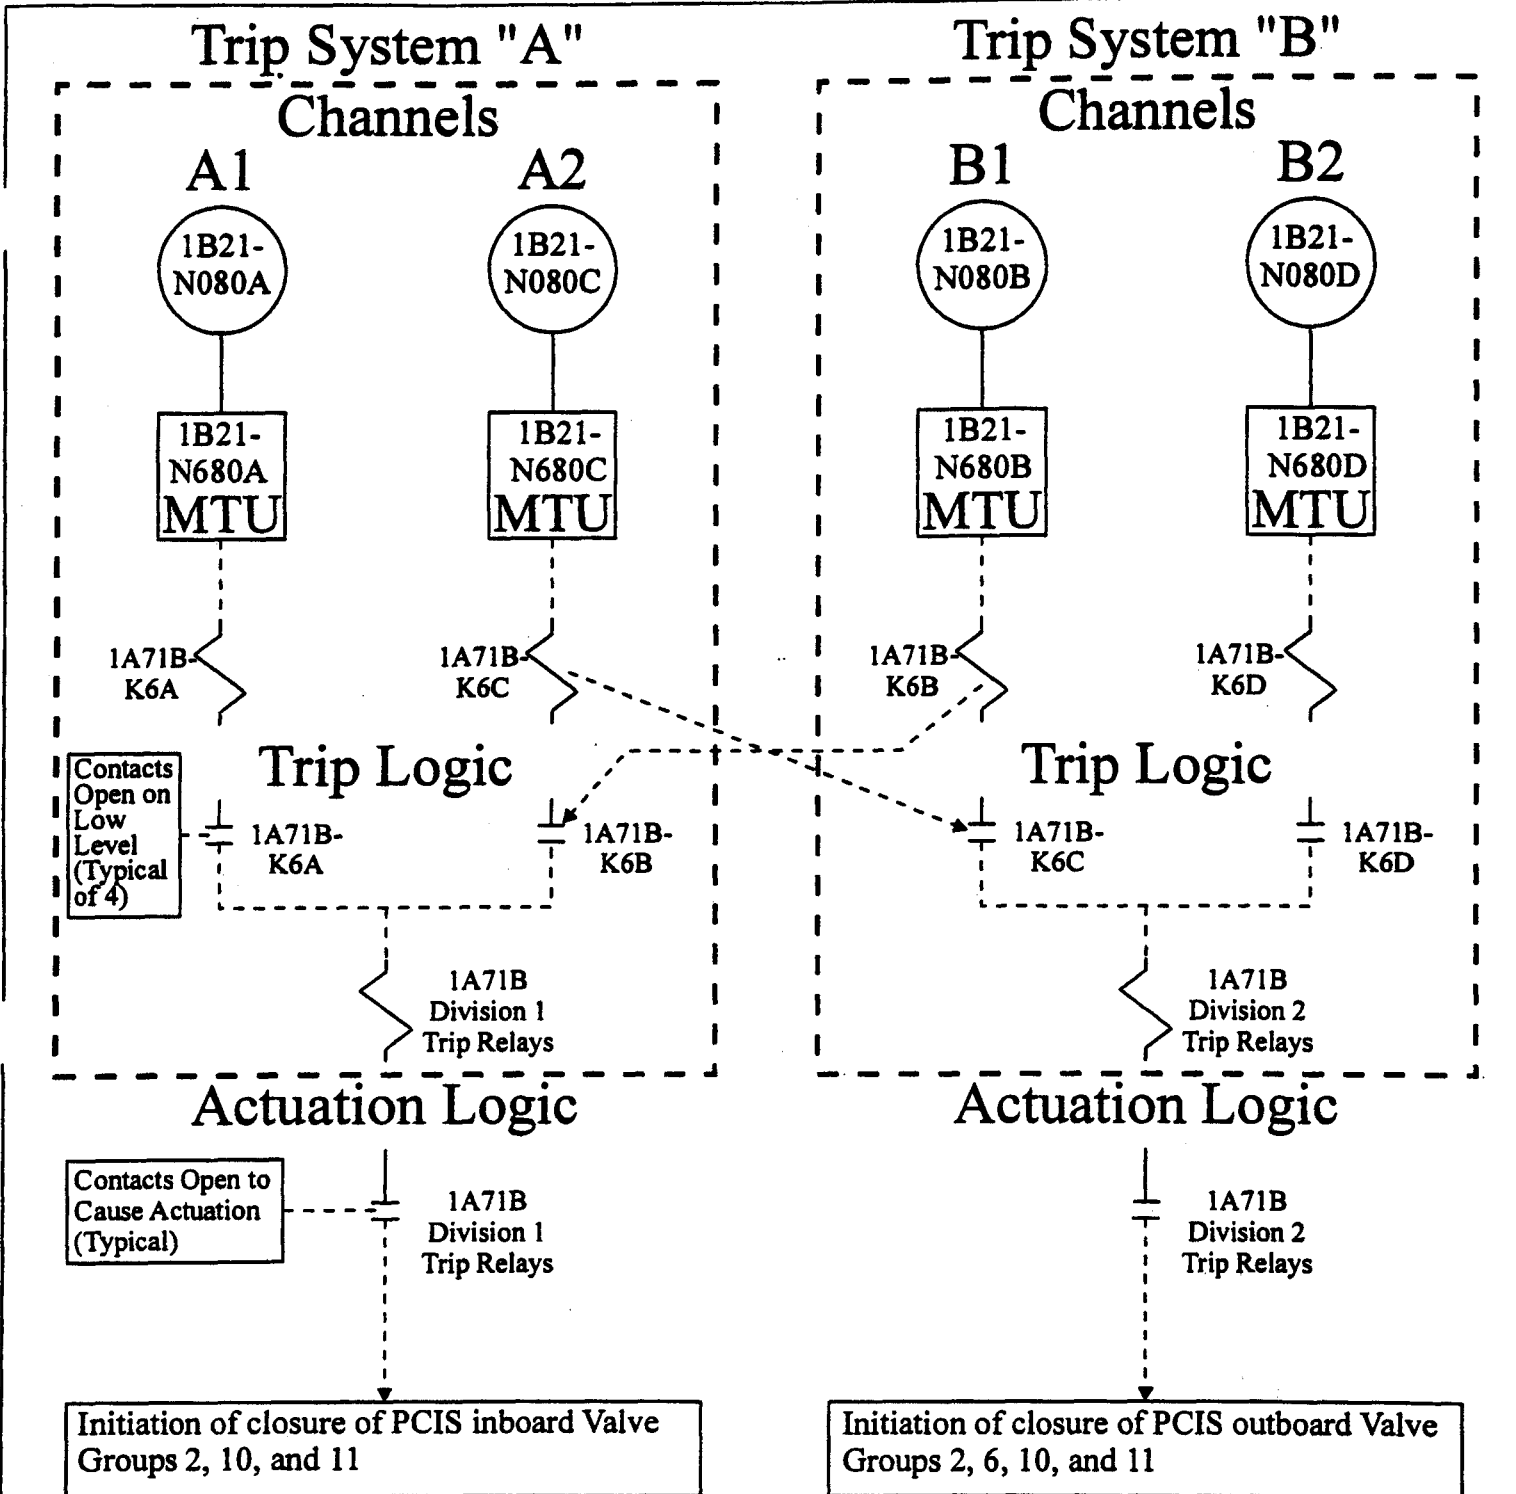 Trip System "A"
Channels
A1
A2
1B21-
N080A
1B21-
N080C
1B21-
N680A
MTU
1B21-
N680C
MTU
1A71B-
K6A
1A71B-
K6C
Trip Logic
Contacts
Open on
Low
Level
(Typical
of 4)
1A71B-
K6A
1A71B-
K6B
1A71B
Division 1
Trip Relays
Actuation Logic
Contacts Open to
Cause Actuation
(Typical)
1A71B
Division 1
Trip Relays
Initiation of closure of PCIS inboard Valve
Groups 2, 10, and 11
Trip System "B"
Channels
B1
B2
1B21-
N080B
1B21-
N080D
1B21-
N680B
MTU
1B21-
N680D
MTU
1A71B-
K6B
1A71B-
K6D
Trip Logic
1A71B-
K6C
1A71B-
K6D
1A71B
Division 2
Trip Relays
Actuation Logic
1A71B
Division 2
Trip Relays
Initiation of closure of PCIS outboard Valve
Groups 2, 6, 10, and 11